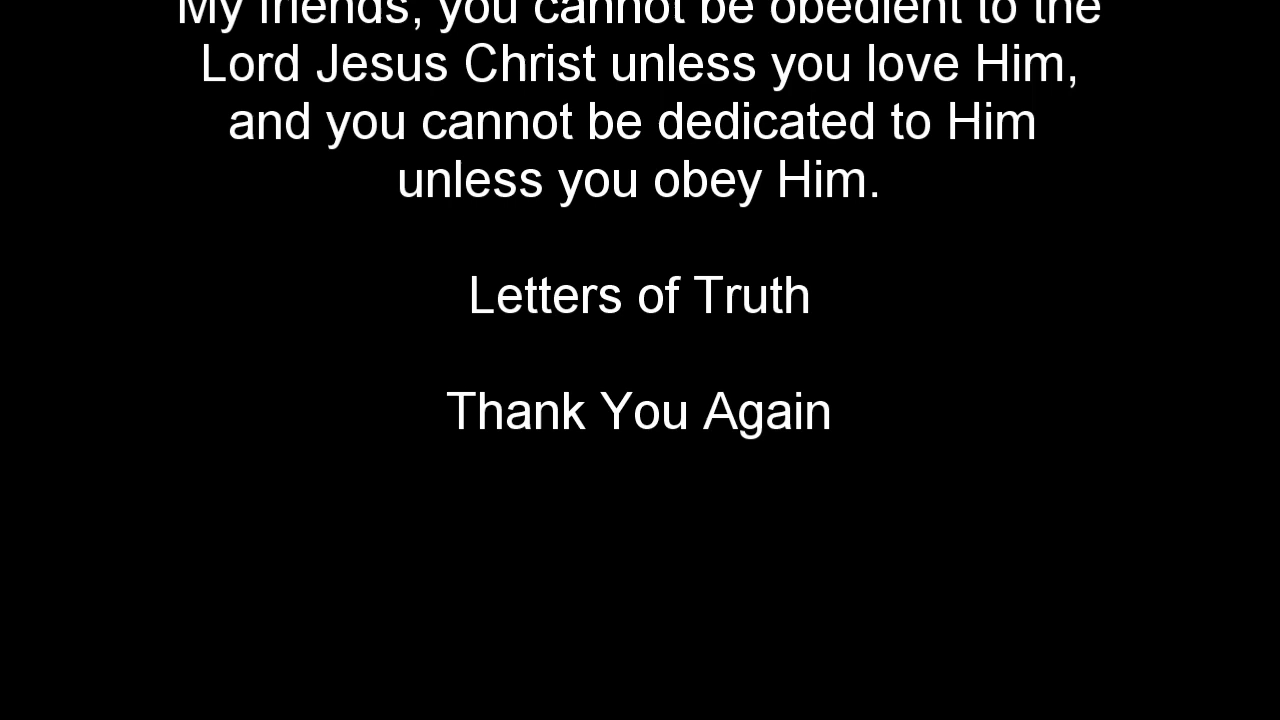 My friends, you cannot be obedient to the
Lord Jesus Christ unless you love Him,
and you cannot be dedicated to Him
unless you obey Him.
Letters of Truth
Thank You Again